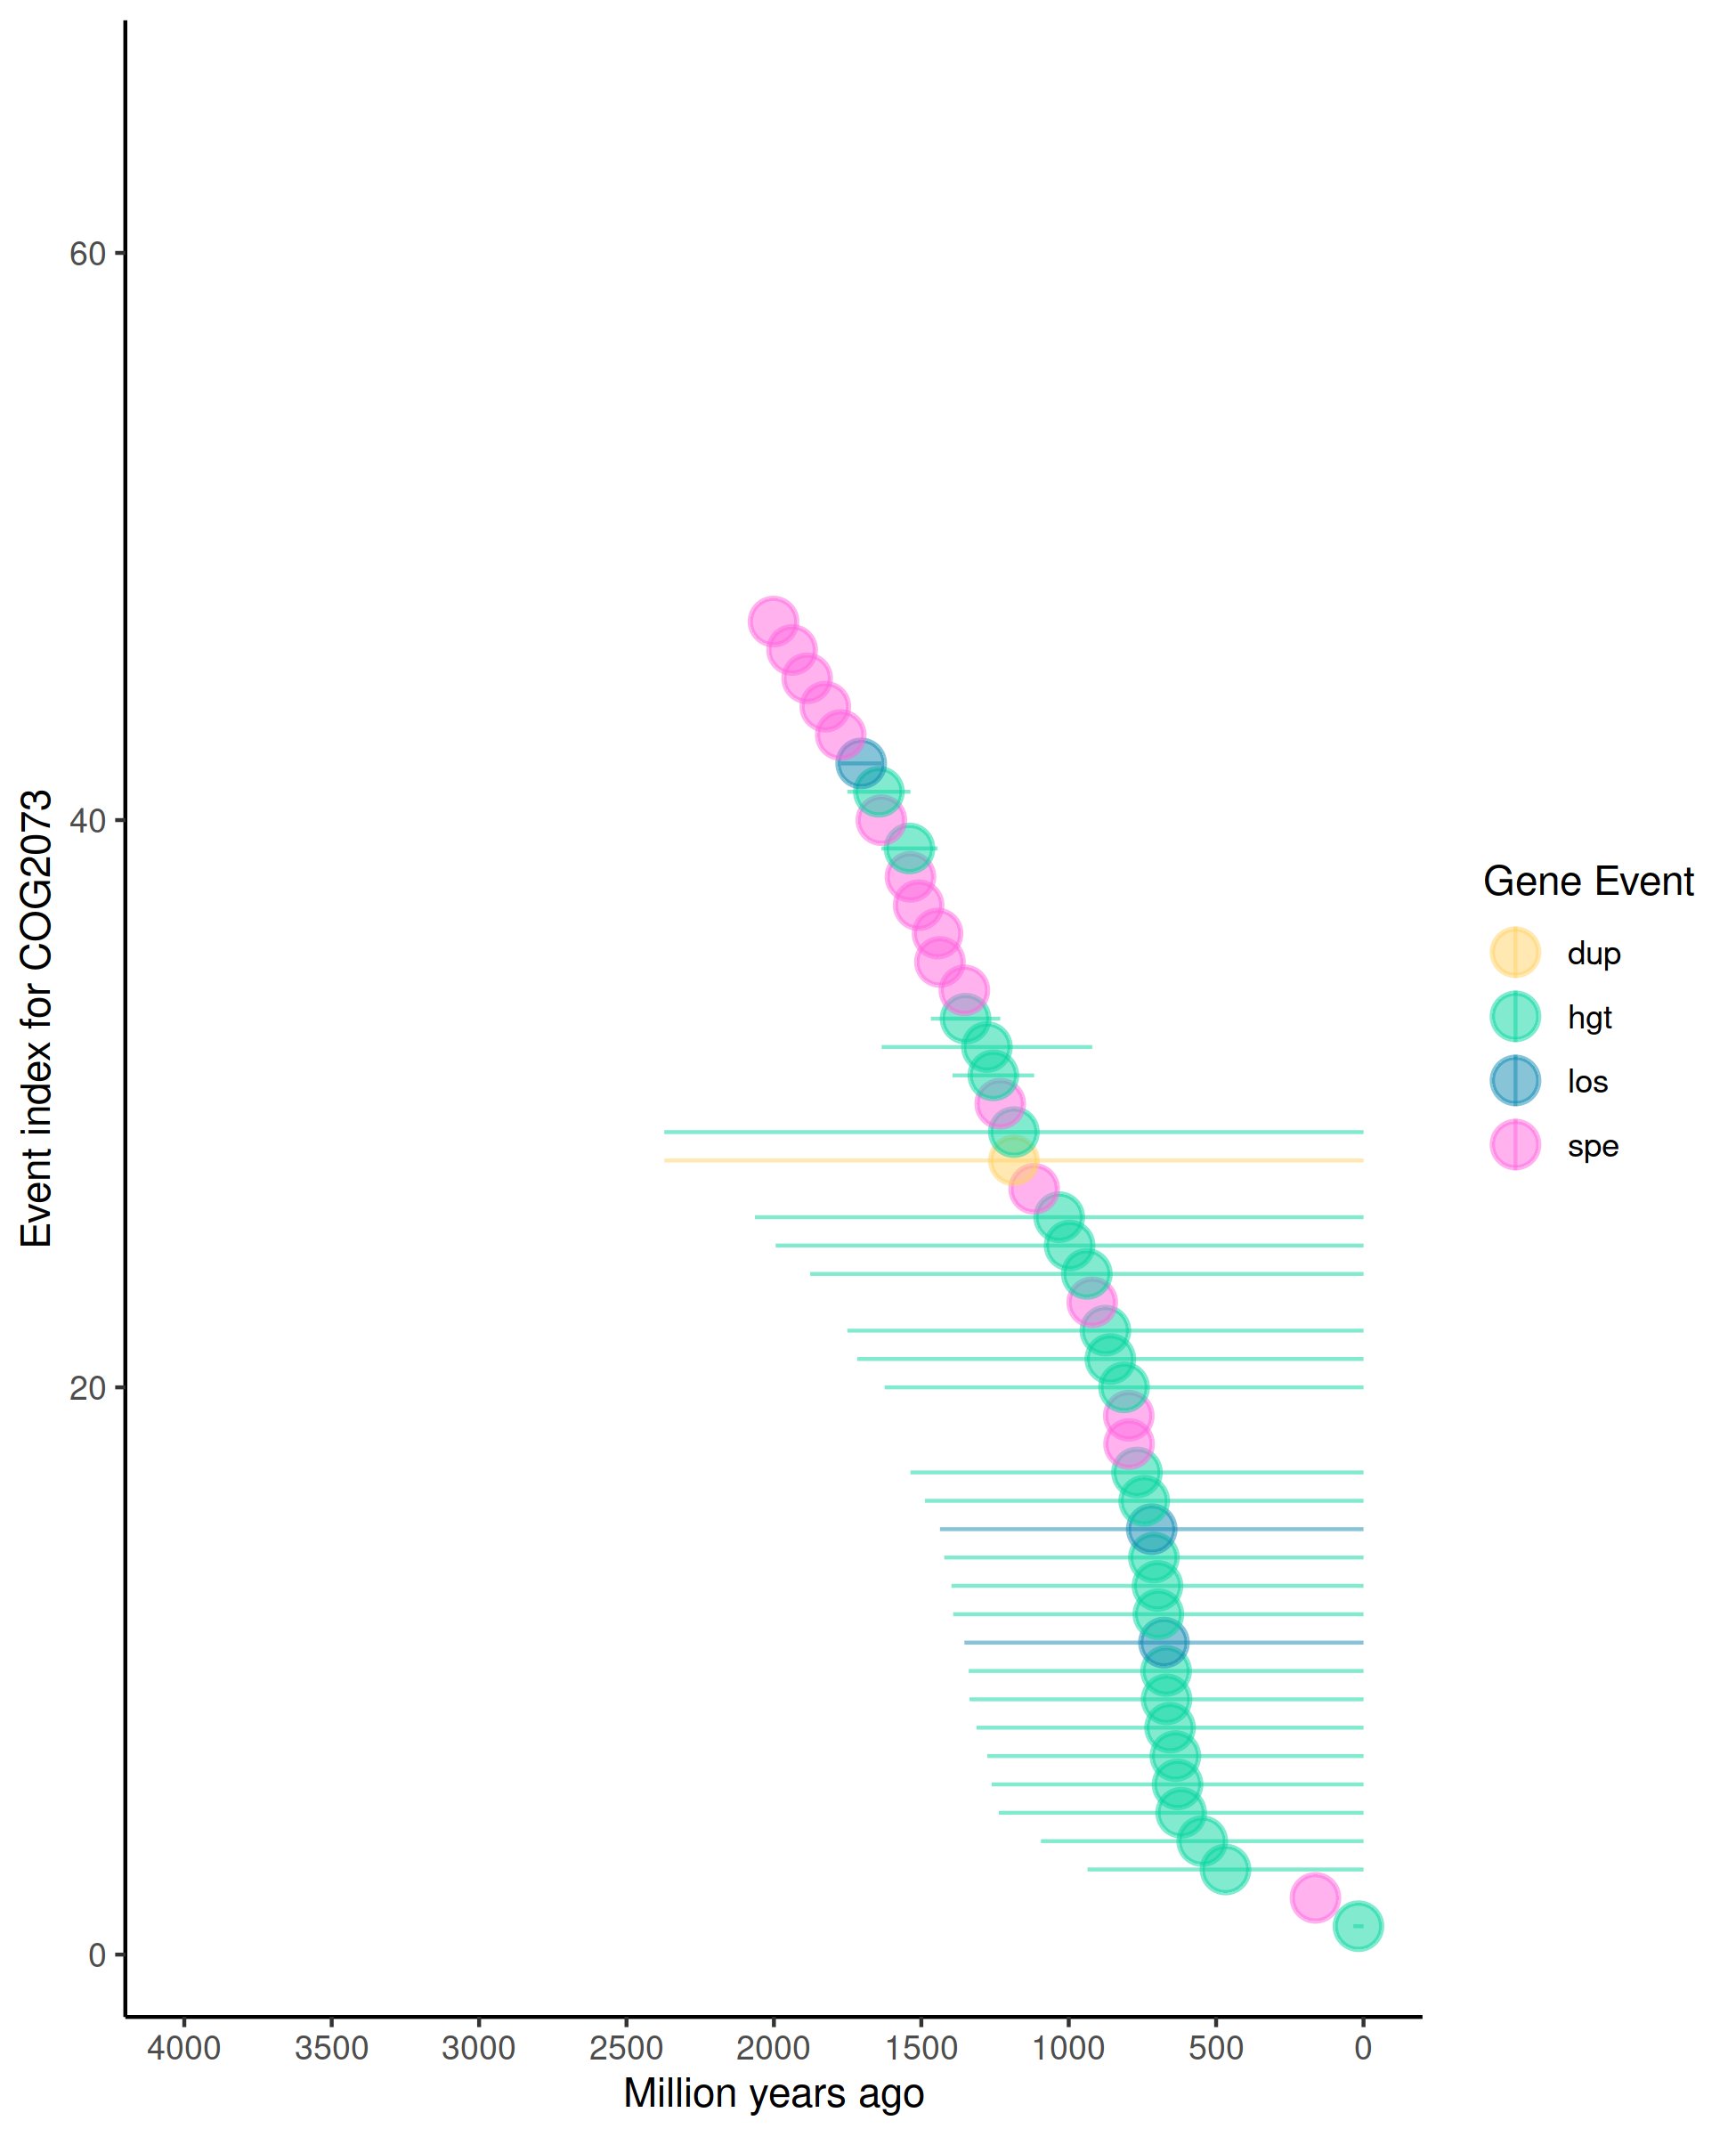 Event index for COG2073
60
40
20
0
4000 3500 3000 2500 2000 1500 1000 500 0
Million years ago
Gene Event
dup
hgt
los
spe